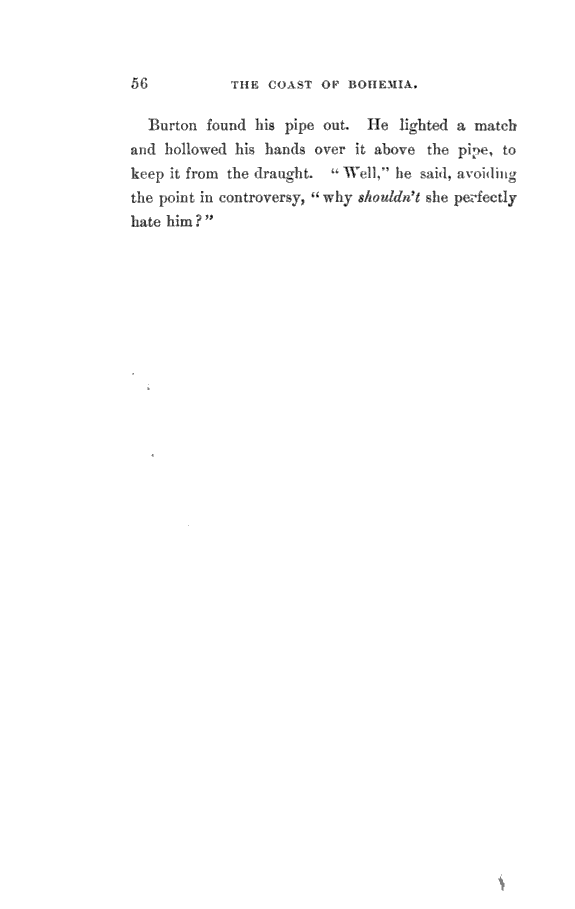 56 THE COAST OF BOHEMIA.
Burton found his pipe out. He lighted a match
and hollowed his hands over it above the pipe, to
keep it from the draught. “Well,” he said, avoiding
the point in controversy, “why shouldn’t she perfectly
hate him?”